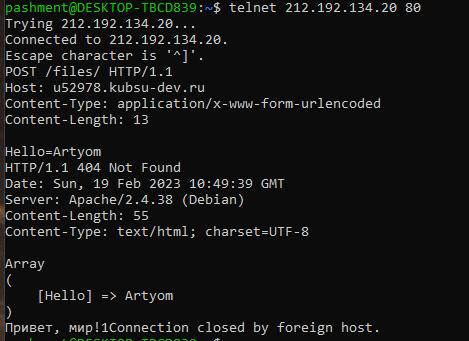 pashment@DESKTOP-TBCD839:~$ telnet 212.192.134.20 80
Trying 212.192.134.20...
Connected to 212.192.134.20.
Escape character is '^]'.
POST /files/ HTTP/1.1
Host: u52978.kubsu-dev.ru
Content-Type: application/x-www-form-urlencoded
Content-Length: 13

Hello=Artyom
HTTP/1.1 404 Not Found
Date: Sun, 19 Feb 2023 10:49:39 GMT
Server: Apache/2.4.38 (Debian)
Content-Length: 55
Content-Type: text/html; charset=UTF-8

Array
(
    [Hello] => Artyom
)
Привет, мир!1Connection closed by foreign host.